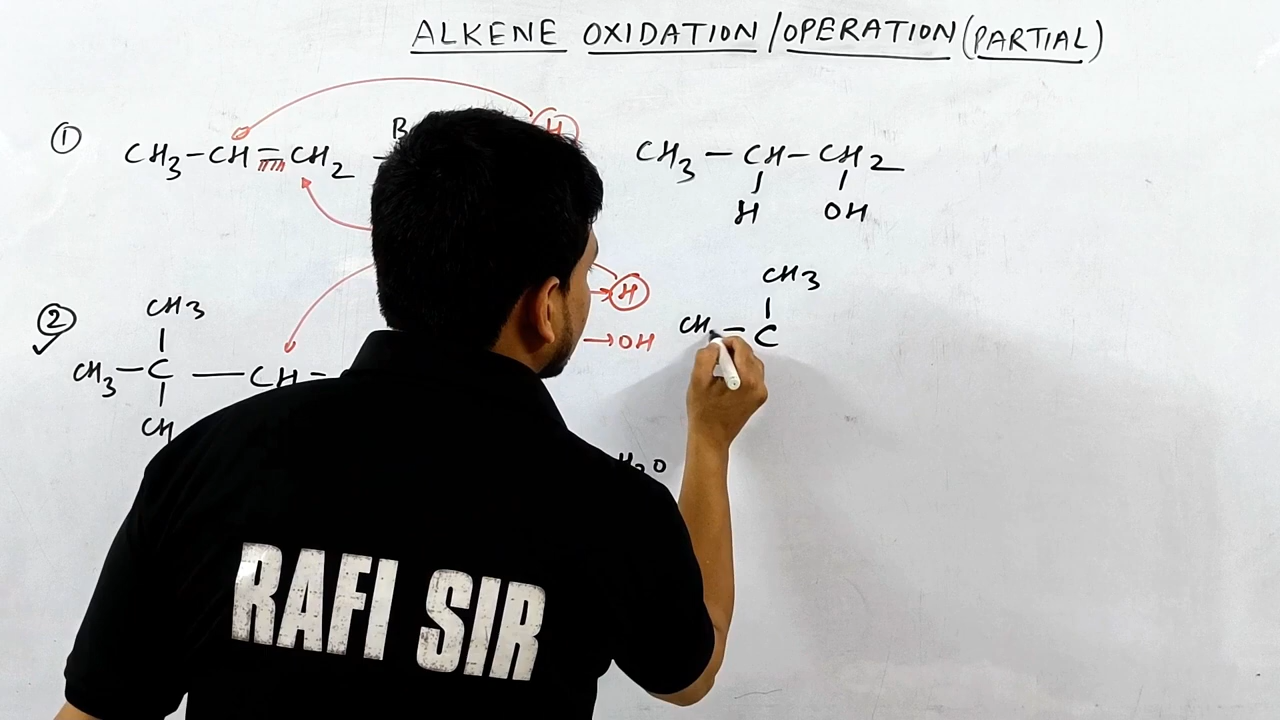 ALKENE OXIDATION/OPERATION(PARTIAL)
① CH3-CH=CH2 B H CH3-CH-CH2
H OH
② CH3 H CH3
CH3-C-CH CH-C
CH →OH
H2O
RAFI SIR